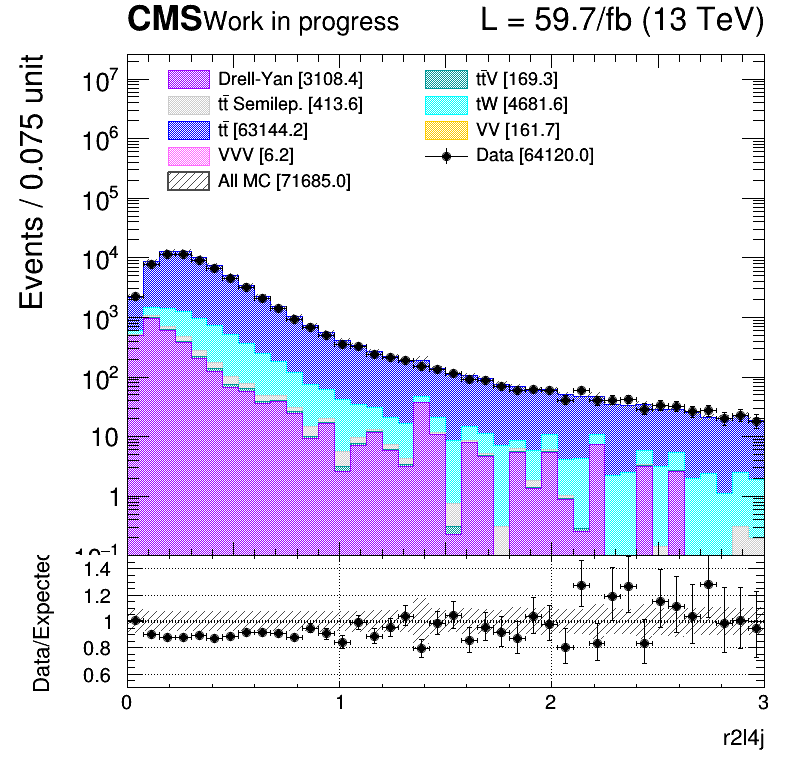 CMS Work in progress L = 59.7/fb (13 TeV)
Events / 0.075 unit
10⁷
10⁶
10⁵
10⁴
10³
10²
10
1
10⁻¹
Drell-Yan [3108.4]
tt̄ Semilep. [413.6]
tt̄ [63144.2]
VVV [6.2]
All MC [71685.0]
tt̄V [169.3]
tW [4681.6]
VV [161.7]
Data [64120.0]
Data/Expected
1.4
1.2
1
0.8
0.6
0 1 2 3
r2l4j